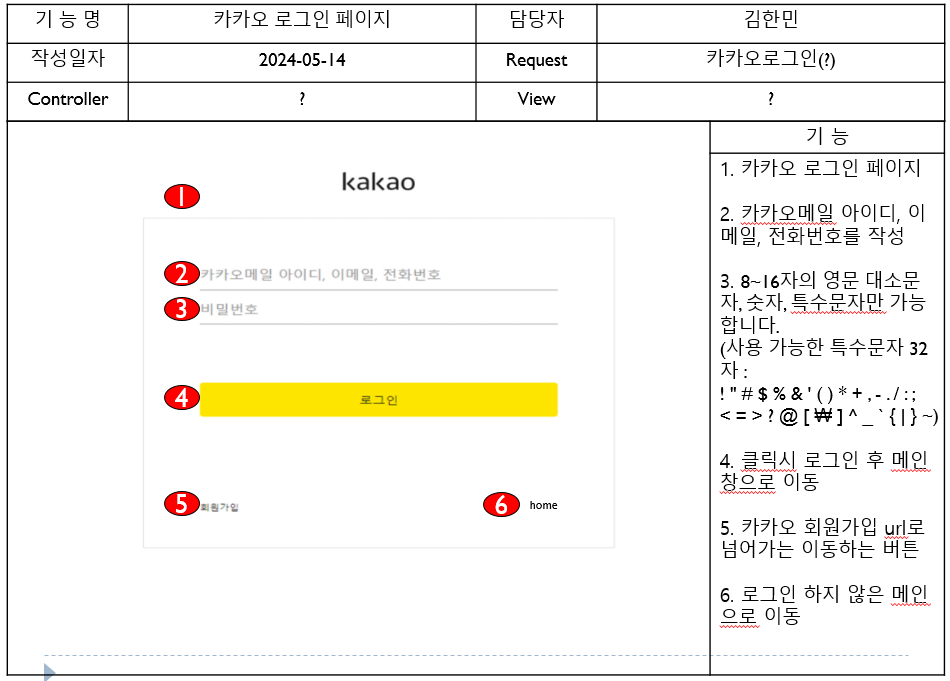 기 능 명 카카오 로그인 페이지 담당자 김한민
작성일자 2024-05-14 Request 카카오로그인(?)
Controller ? View ?
기 능
kakao
1
2 카카오메일 아이디, 이메일, 전화번호
3 비밀번호
4 로그인
5 회원가입
6 home
1. 카카오 로그인 페이지
2. 카카오메일 아이디, 이
메일, 전화번호를 작성
3. 8~16자의 영문 대소문
자, 숫자, 특수문자만 가능
합니다.
(사용 가능한 특수문자 32
자 :
! " # $ % & ' ( ) * + , - . / : ;
< = > ? @ [ ₩ ] ^ _ ` { | } ~)
4. 클릭시 로그인 후 메인
창으로 이동
5. 카카오 회원가입 url로
넘어가는 이동하는 버튼
6. 로그인 하지 않은 메인
으로 이동